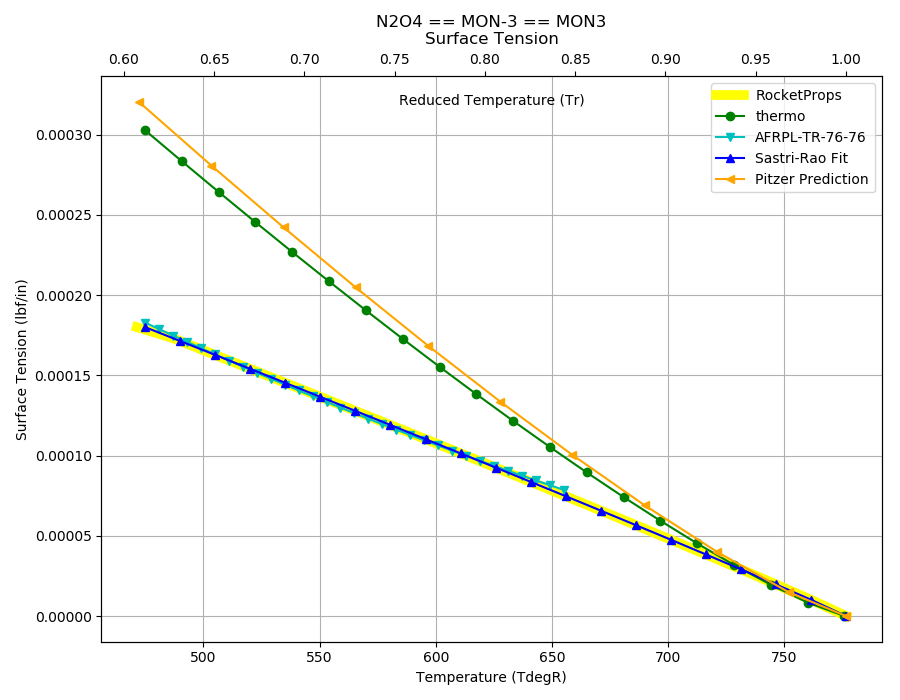 N2O4 == MON-3 == MON3
Surface Tension
0.60 0.65 0.70 0.75 0.80 0.85 0.90 0.95 1.00
Reduced Temperature (Tr)
RocketProps
thermo
AFRPL-TR-76-76
Sastri-Rao Fit
Pitzer Prediction
0.00030
0.00025
0.00020
0.00015
0.00010
0.00005
0.00000
Surface Tension (lbf/in)
500 550 600 650 700 750
Temperature (TdegR)